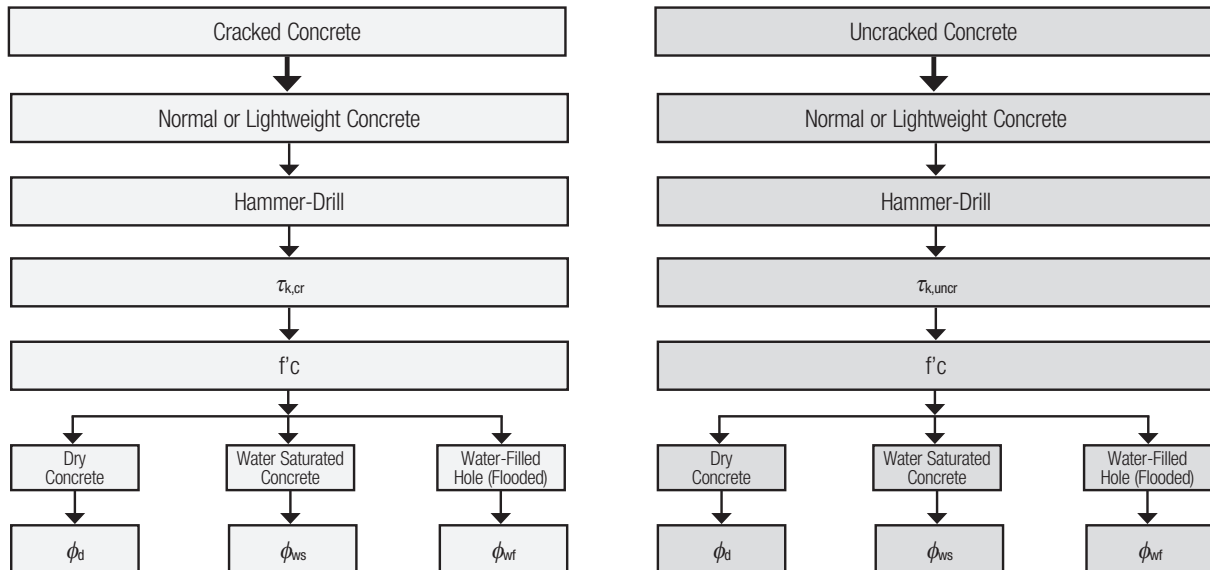 Cracked Concrete
Normal or Lightweight Concrete
Hammer-Drill
τk,cr
f'c
Dry
Concrete
Water Saturated
Concrete
Water-Filled
Hole (Flooded)
ϕd
ϕws
ϕwf
Uncracked Concrete
Normal or Lightweight Concrete
Hammer-Drill
τk,uncr
f'c
Dry
Concrete
Water Saturated
Concrete
Water-Filled
Hole (Flooded)
ϕd
ϕws
ϕwf